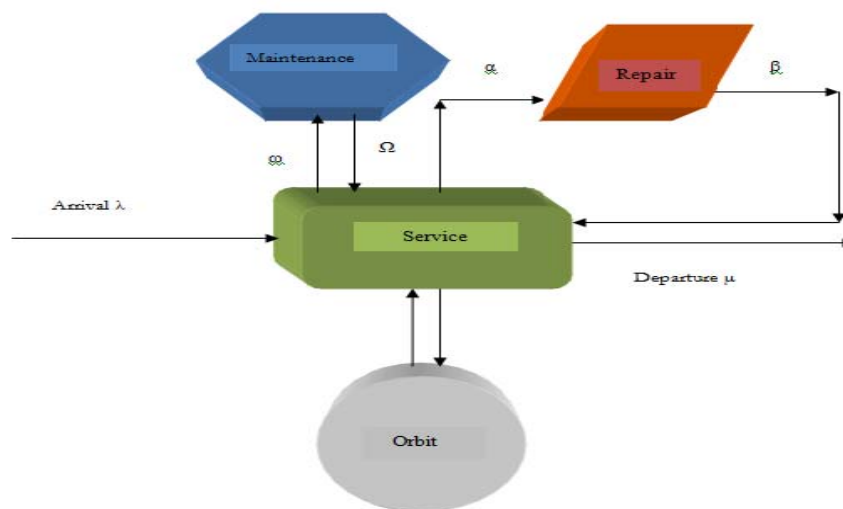 Maintenance
α
Repair
β
ω
Ω
Arrival λ
Service
Departure μ
Orbit